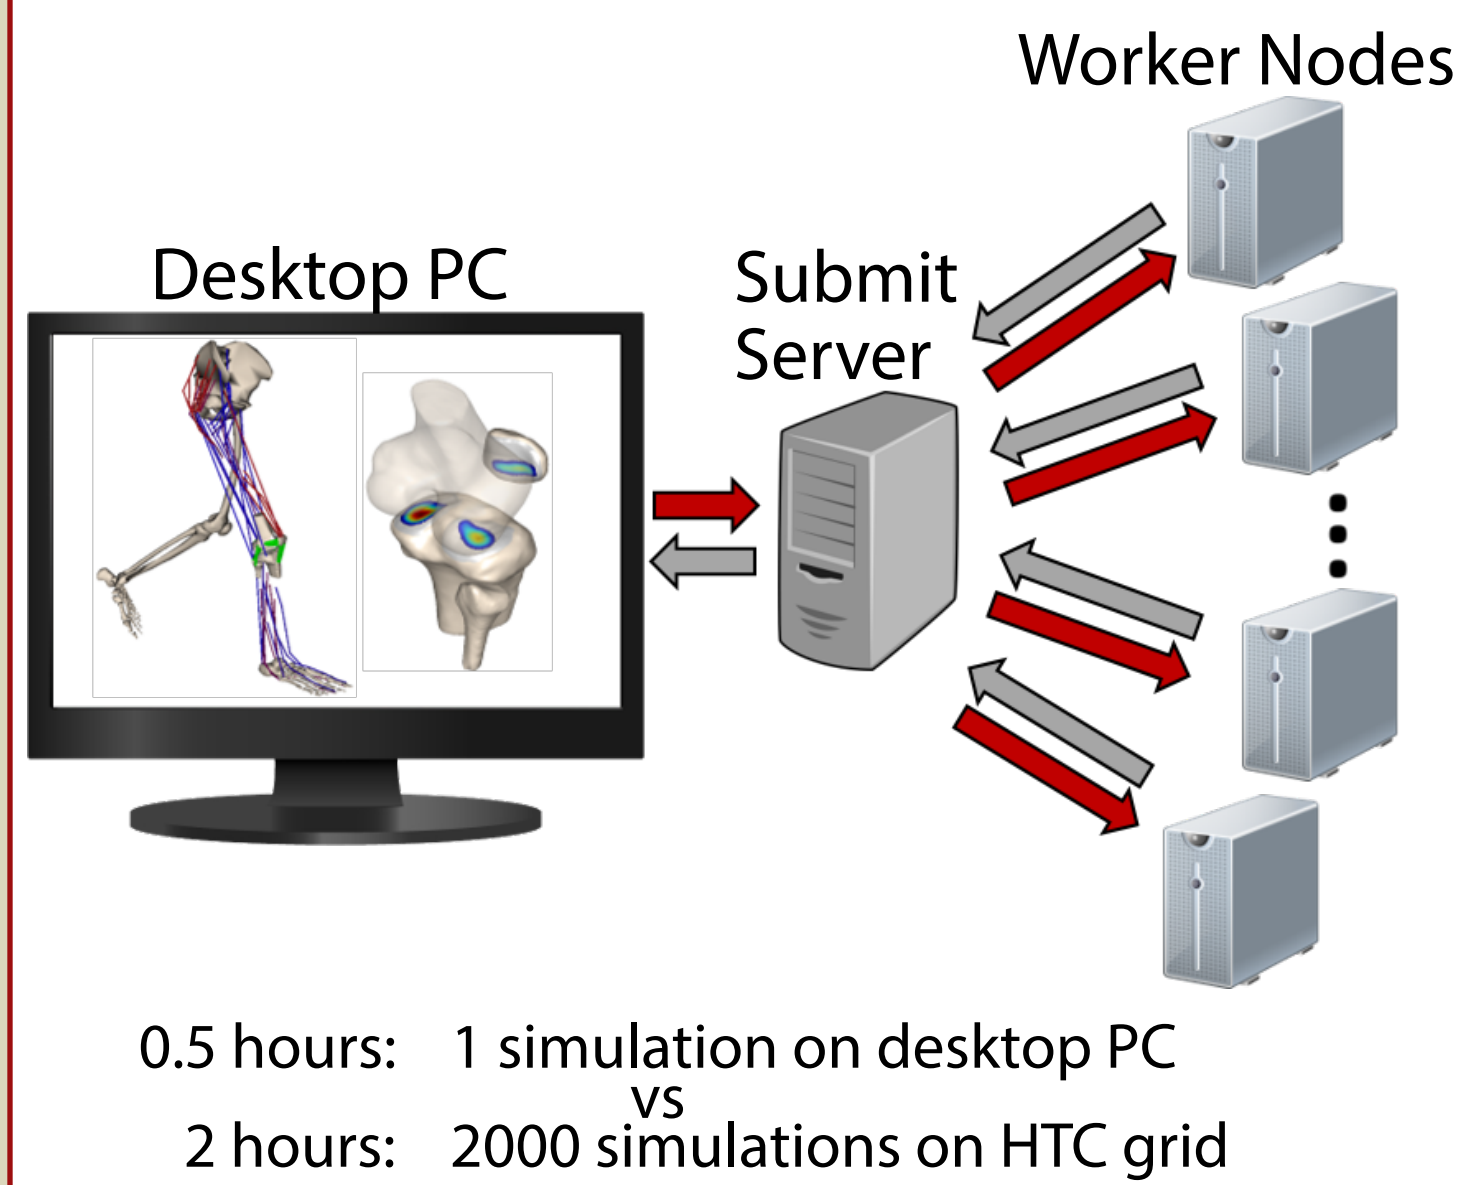 Worker Nodes
Desktop PC
Submit
Server
0.5 hours: 1 simulation on desktop PC
vs
2 hours: 2000 simulations on HTC grid